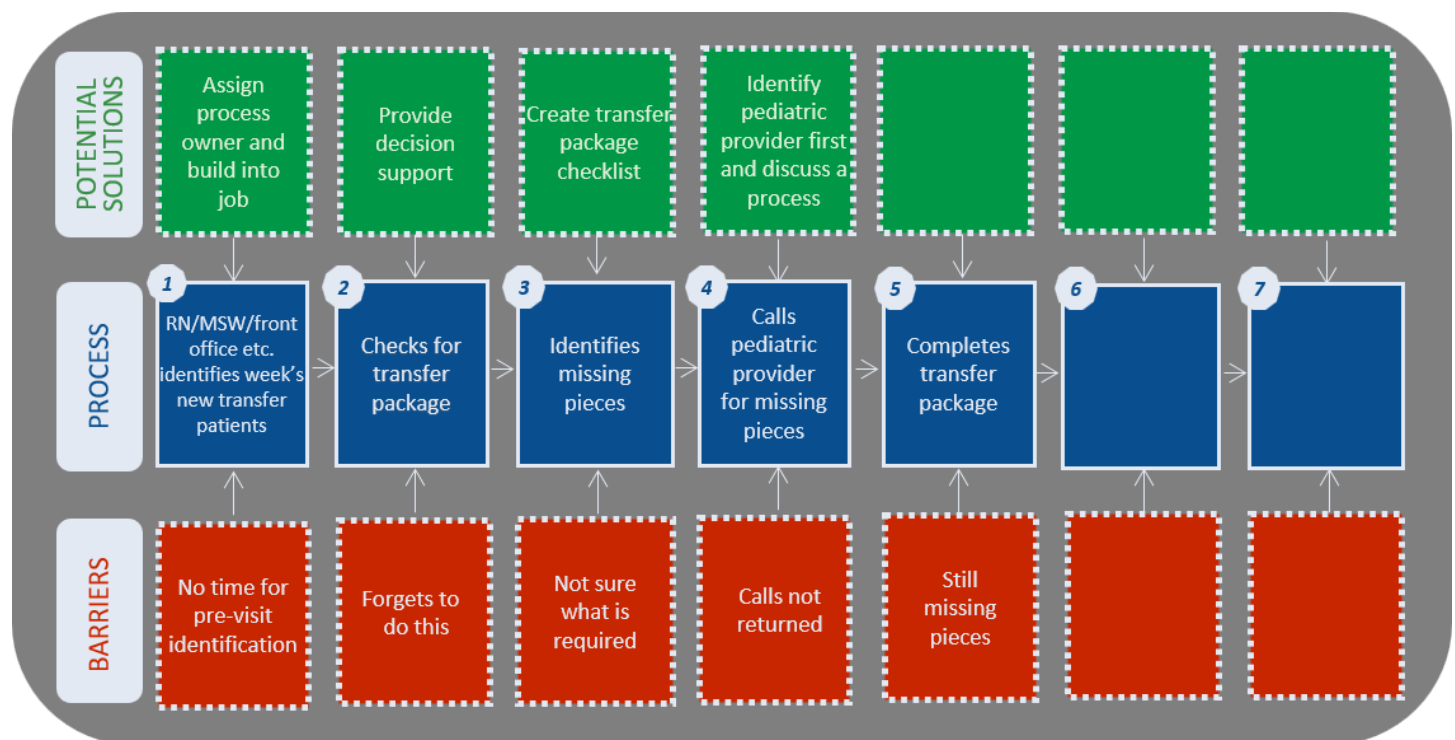 POTENTIAL
SOLUTIONS
Assign
process
owner and
build into
job
Provide
decision
support
Create transfer
package
checklist
Identify
pediatric
provider first
and discuss a
process
PROCESS
1
RN/MSW/front
office etc.
identifies week's
new transfer
patients
2
Checks for
transfer
package
3
Identifies
missing
pieces
4
Calls
pediatric
provider
for missing
pieces
5
Completes
transfer
package
6
7
BARRIERS
No time for
pre-visit
identification
Forgets to
do this
Not sure
what is
required
Calls not
returned
Still
missing
pieces